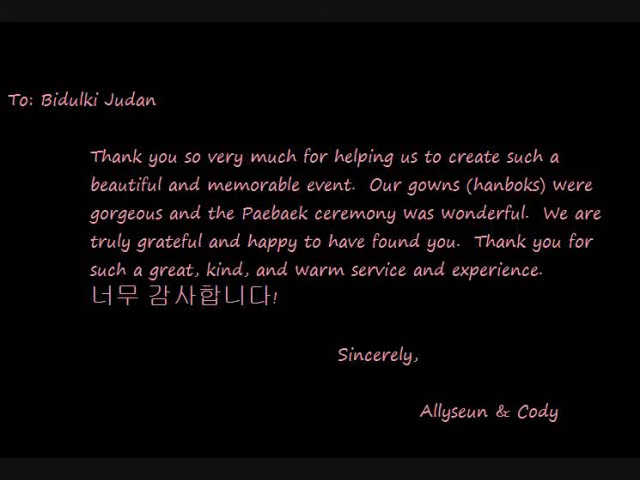 To: Bidulki Judan
Thank you so very much for helping us to create such a
beautiful and memorable event. Our gowns (hanboks) were
gorgeous and the Paebaek ceremony was wonderful. We are
truly grateful and happy to have found you. Thank you for
such a great, kind, and warm service and experience.
너무 감사합니다!
Sincerely,
Allyseun & Cody